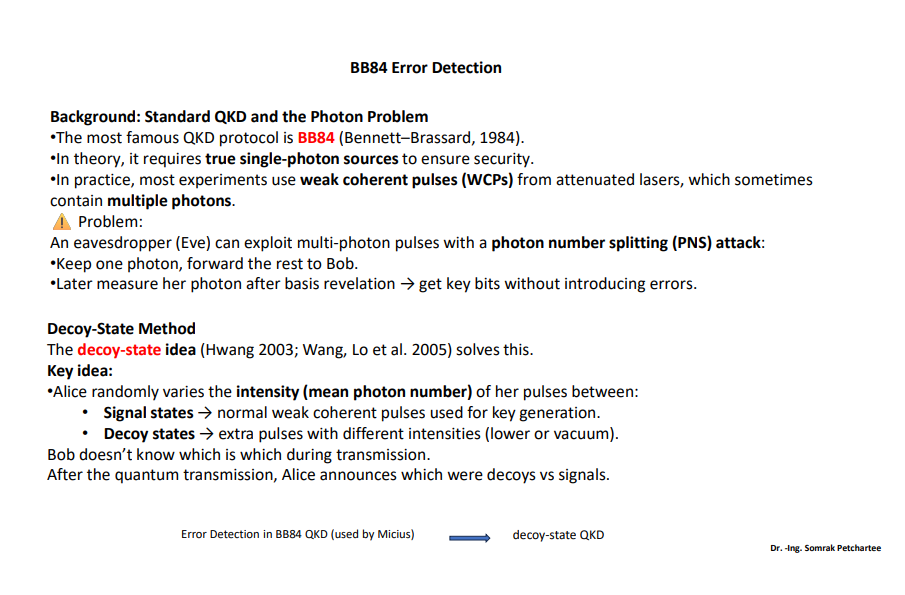 BB84 Error Detection
Background: Standard QKD and the Photon Problem
•The most famous QKD protocol is BB84 (Bennett–Brassard, 1984).
•In theory, it requires true single-photon sources to ensure security.
•In practice, most experiments use weak coherent pulses (WCPs) from attenuated lasers, which sometimes
contain multiple photons.
⚠ Problem:
An eavesdropper (Eve) can exploit multi-photon pulses with a photon number splitting (PNS) attack:
•Keep one photon, forward the rest to Bob.
•Later measure her photon after basis revelation → get key bits without introducing errors.
Decoy-State Method
The decoy-state idea (Hwang 2003; Wang, Lo et al. 2005) solves this.
Key idea:
•Alice randomly varies the intensity (mean photon number) of her pulses between:
• Signal states → normal weak coherent pulses used for key generation.
• Decoy states → extra pulses with different intensities (lower or vacuum).
Bob doesn’t know which is which during transmission.
After the quantum transmission, Alice announces which were decoys vs signals.
Error Detection in BB84 QKD (used by Micius) decoy-state QKD
Dr. -Ing. Somrak Petchartee